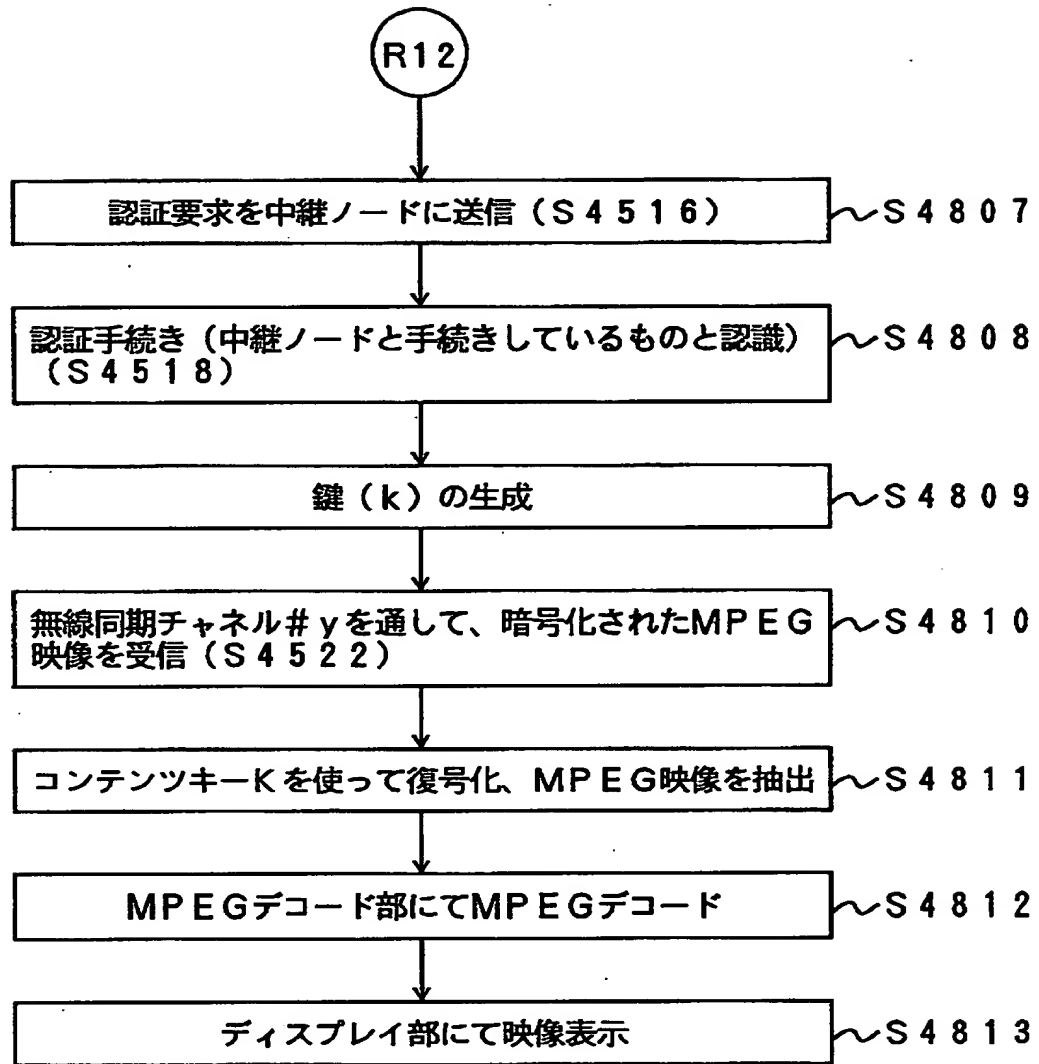 R12
認証要求を中継ノードに送信(S4516)
S4807
認証手続き(中継ノードと手続きしているものと認識)
(S4518)
S4808
鍵(k)の生成
S4809
無線同期チャネル#yを通して、暗号化されたMPEG
映像を受信(S4522)
S4810
コンテンツキーKを使って復号化、MPEG映像を抽出
S4811
MPEGデコード部にてMPEGデコード
S4812
ディスプレイ部にて映像表示
S4813